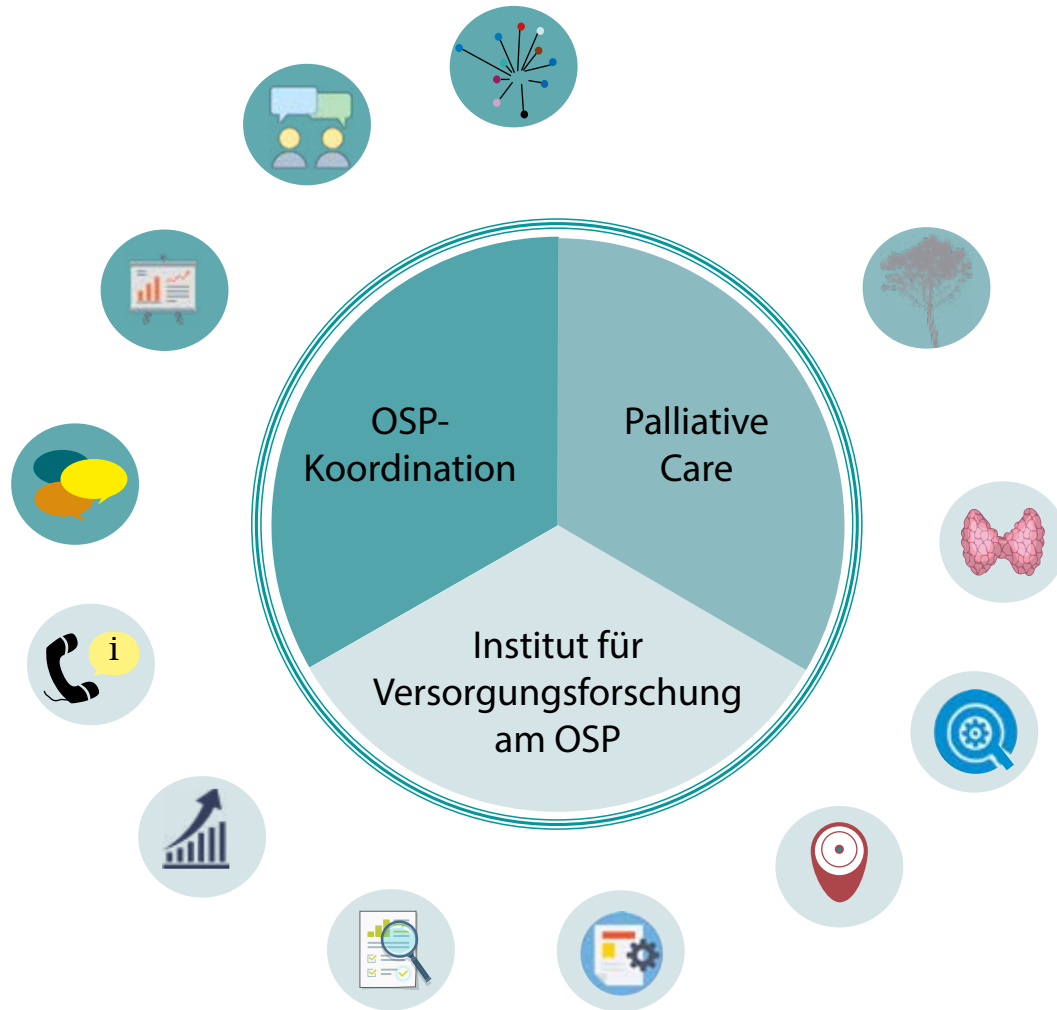 OSP-
Koordination
Palliative
Care
i
Institut für
Versorgungsforschung
am OSP